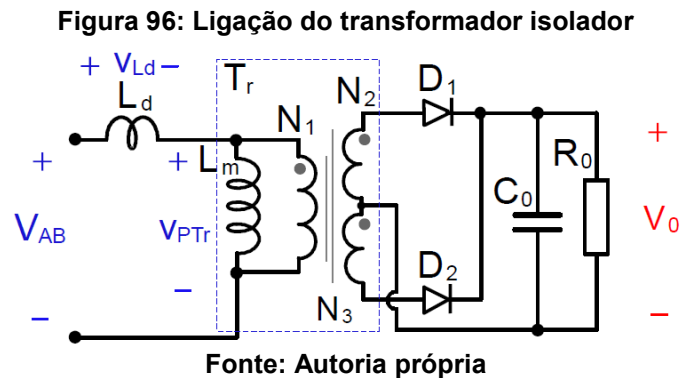 Figura 96: Ligação do transformador isolador
+ VLd –
Ld
Tr
N1
N2
D1
+
+
Lm
+
VAB
vPTr
C0
R0
V0
–
–
N3
D2
–
Fonte: Autoria própria